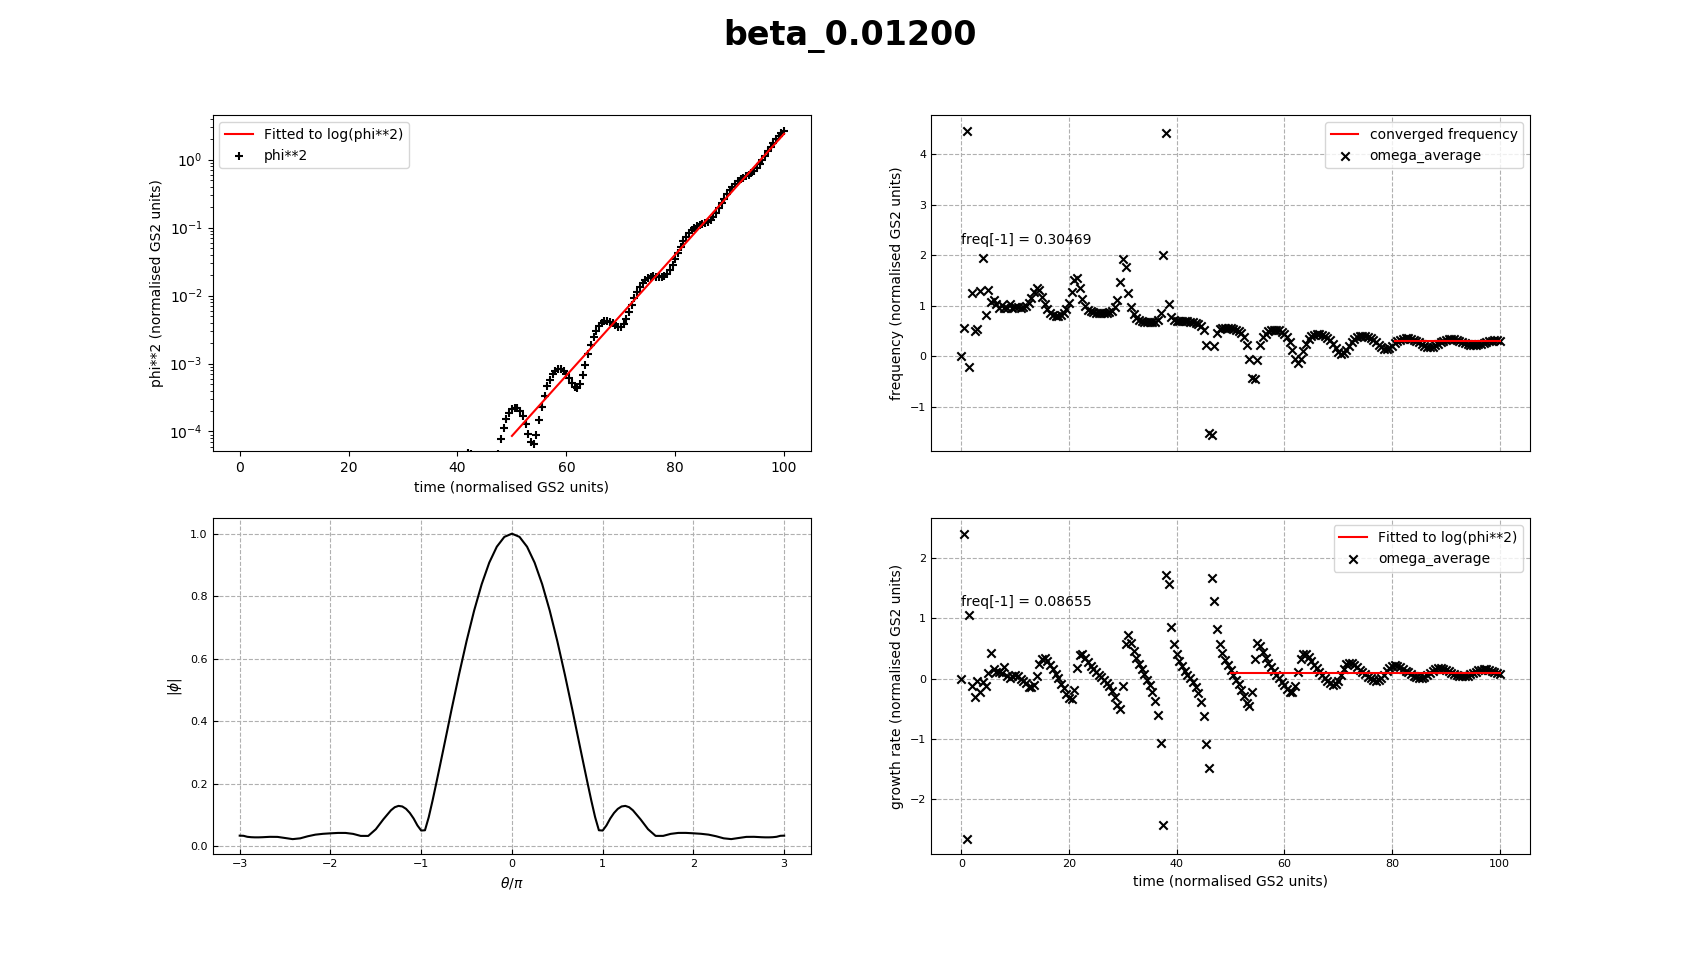 beta_0.01200
Fitted to log(phi**2)
phi**2
phi**2 (normalised GS2 units)
10⁰
10⁻¹
10⁻²
10⁻³
10⁻⁴
0 20 40 60 80 100
time (normalised GS2 units)
converged frequency
omega_average
freq[-1] = 0.30469
frequency (normalised GS2 units)
4
3
2
1
0
−1
|ϕ|
1.0
0.8
0.6
0.4
0.2
0.0
−3 −2 −1 0 1 2 3
θ/π
Fitted to log(phi**2)
omega_average
freq[-1] = 0.08655
growth rate (normalised GS2 units)
2
1
0
−1
−2
0 20 40 60 80 100
time (normalised GS2 units)